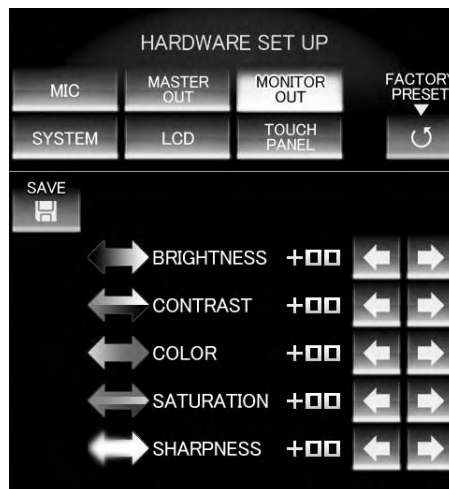 HARDWARE SET UP
MIC
MASTER
OUT
MONITOR
OUT
FACTORY
PRESET
SYSTEM
LCD
TOUCH
PANEL
SAVE
BRIGHTNESS +00
CONTRAST +00
COLOR +00
SATURATION +00
SHARPNESS +00